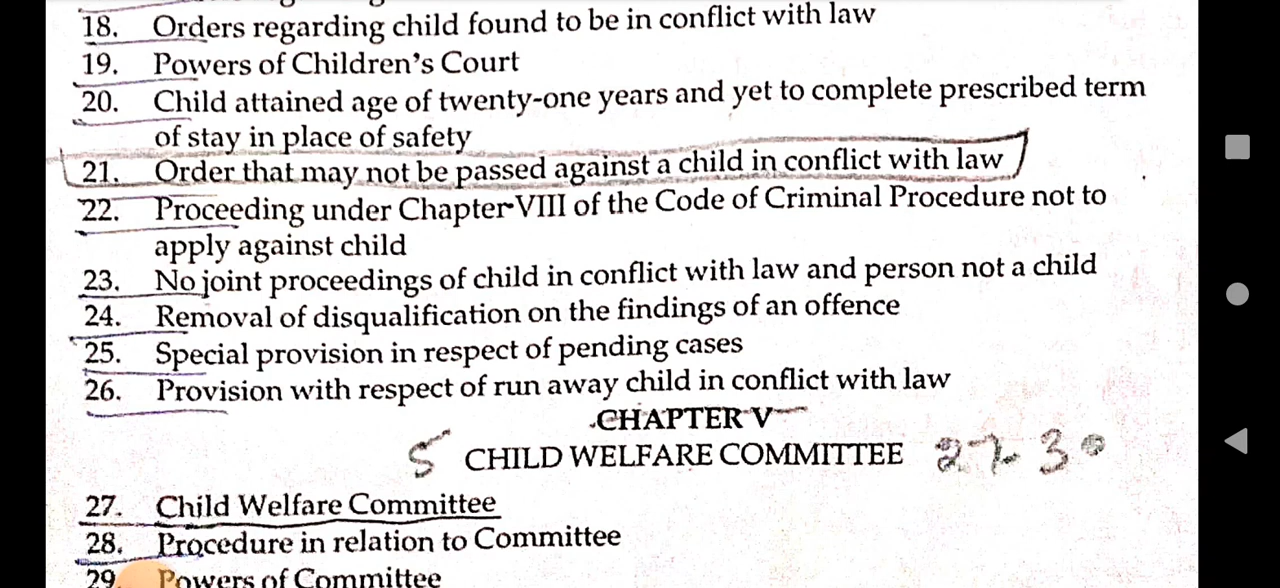 18. Orders regarding child found to be in conflict with law
19. Powers of Children's Court
20. Child attained age of twenty-one years and yet to complete prescribed term
of stay in place of safety
21. Order that may not be passed against a child in conflict with law
22. Proceeding under Chapter VIII of the Code of Criminal Procedure not to
apply against child
23. No joint proceedings of child in conflict with law and person not a child
24. Removal of disqualification on the findings of an offence
25. Special provision in respect of pending cases
26. Provision with respect of run away child in conflict with law
CHAPTER V
5 CHILD WELFARE COMMITTEE 27-30
27. Child Welfare Committee
28. Procedure in relation to Committee
29. Powers of Committee